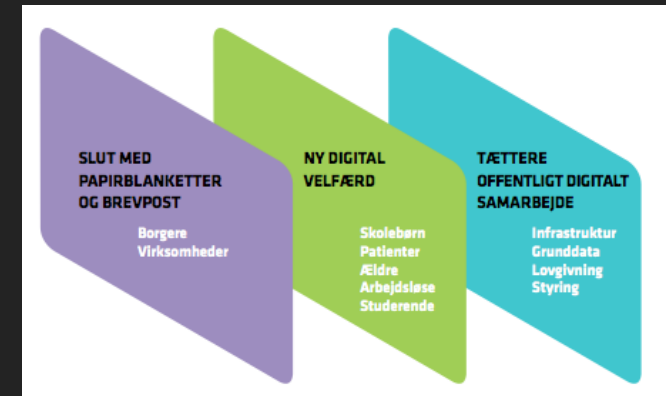 SLUT MED
PAPIRBLANKETTER
OG BREVPOST
Borgere
Virksomheder
NY DIGITAL
VELFÆRD
Skolebørn
Patienter
Ældre
Arbejdsløse
Studerende
TÆTTERE
OFFENTLIGT DIGITALT
SAMARBEJDE
Infrastruktur
Grunddata
Lovgivning
Styring